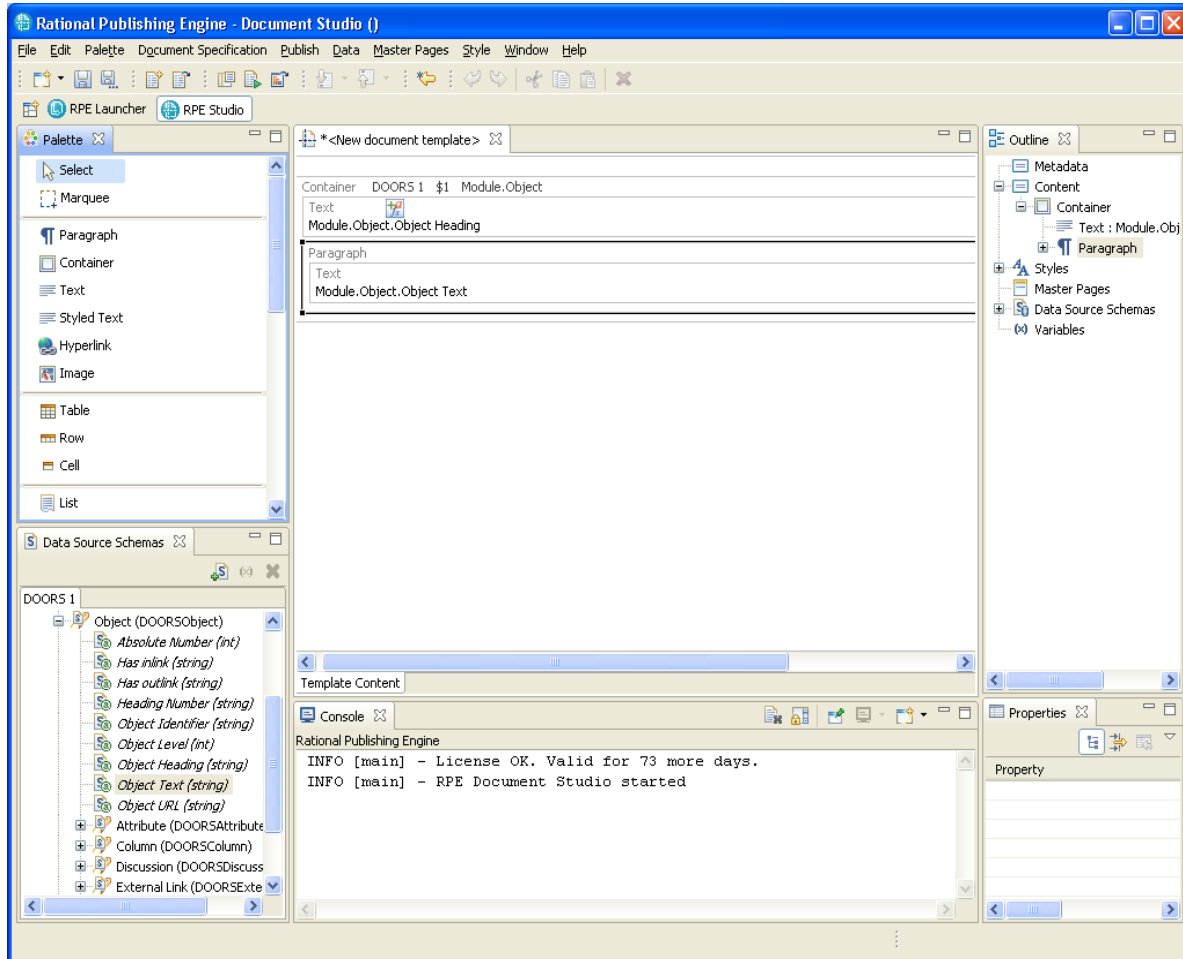 Rational Publishing Engine - Document Studio ()
File Edit Palette Document Specification Publish Data Master Pages Style Window Help
RPE Launcher RPE Studio
Palette
Select
Marquee
Paragraph
Container
Text
Styled Text
Hyperlink
Image
Table
Row
Cell
List
*<New document template>
Container DOORS 1 $1 Module.Object
Text
Module.Object.Object Heading
Paragraph
Text
Module.Object.Object Text
Template Content
Outline
Metadata
Content
Container
Text : Module.Obj
Paragraph
Styles
Master Pages
Data Source Schemas
(x) Variables
Data Source Schemas
DOORS 1
Object (DOORSObject)
Absolute Number (int)
Has inlink (string)
Has outlink (string)
Heading Number (string)
Object Identifier (string)
Object Level (int)
Object Heading (string)
Object Text (string)
Object URL (string)
Attribute (DOORSAttribute
Column (DOORSColumn)
Discussion (DOORSDiscuss
External Link (DOORSExte
Console
Rational Publishing Engine
INFO [main] - License OK. Valid for 73 more days.
INFO [main] - RPE Document Studio started
Properties
Property